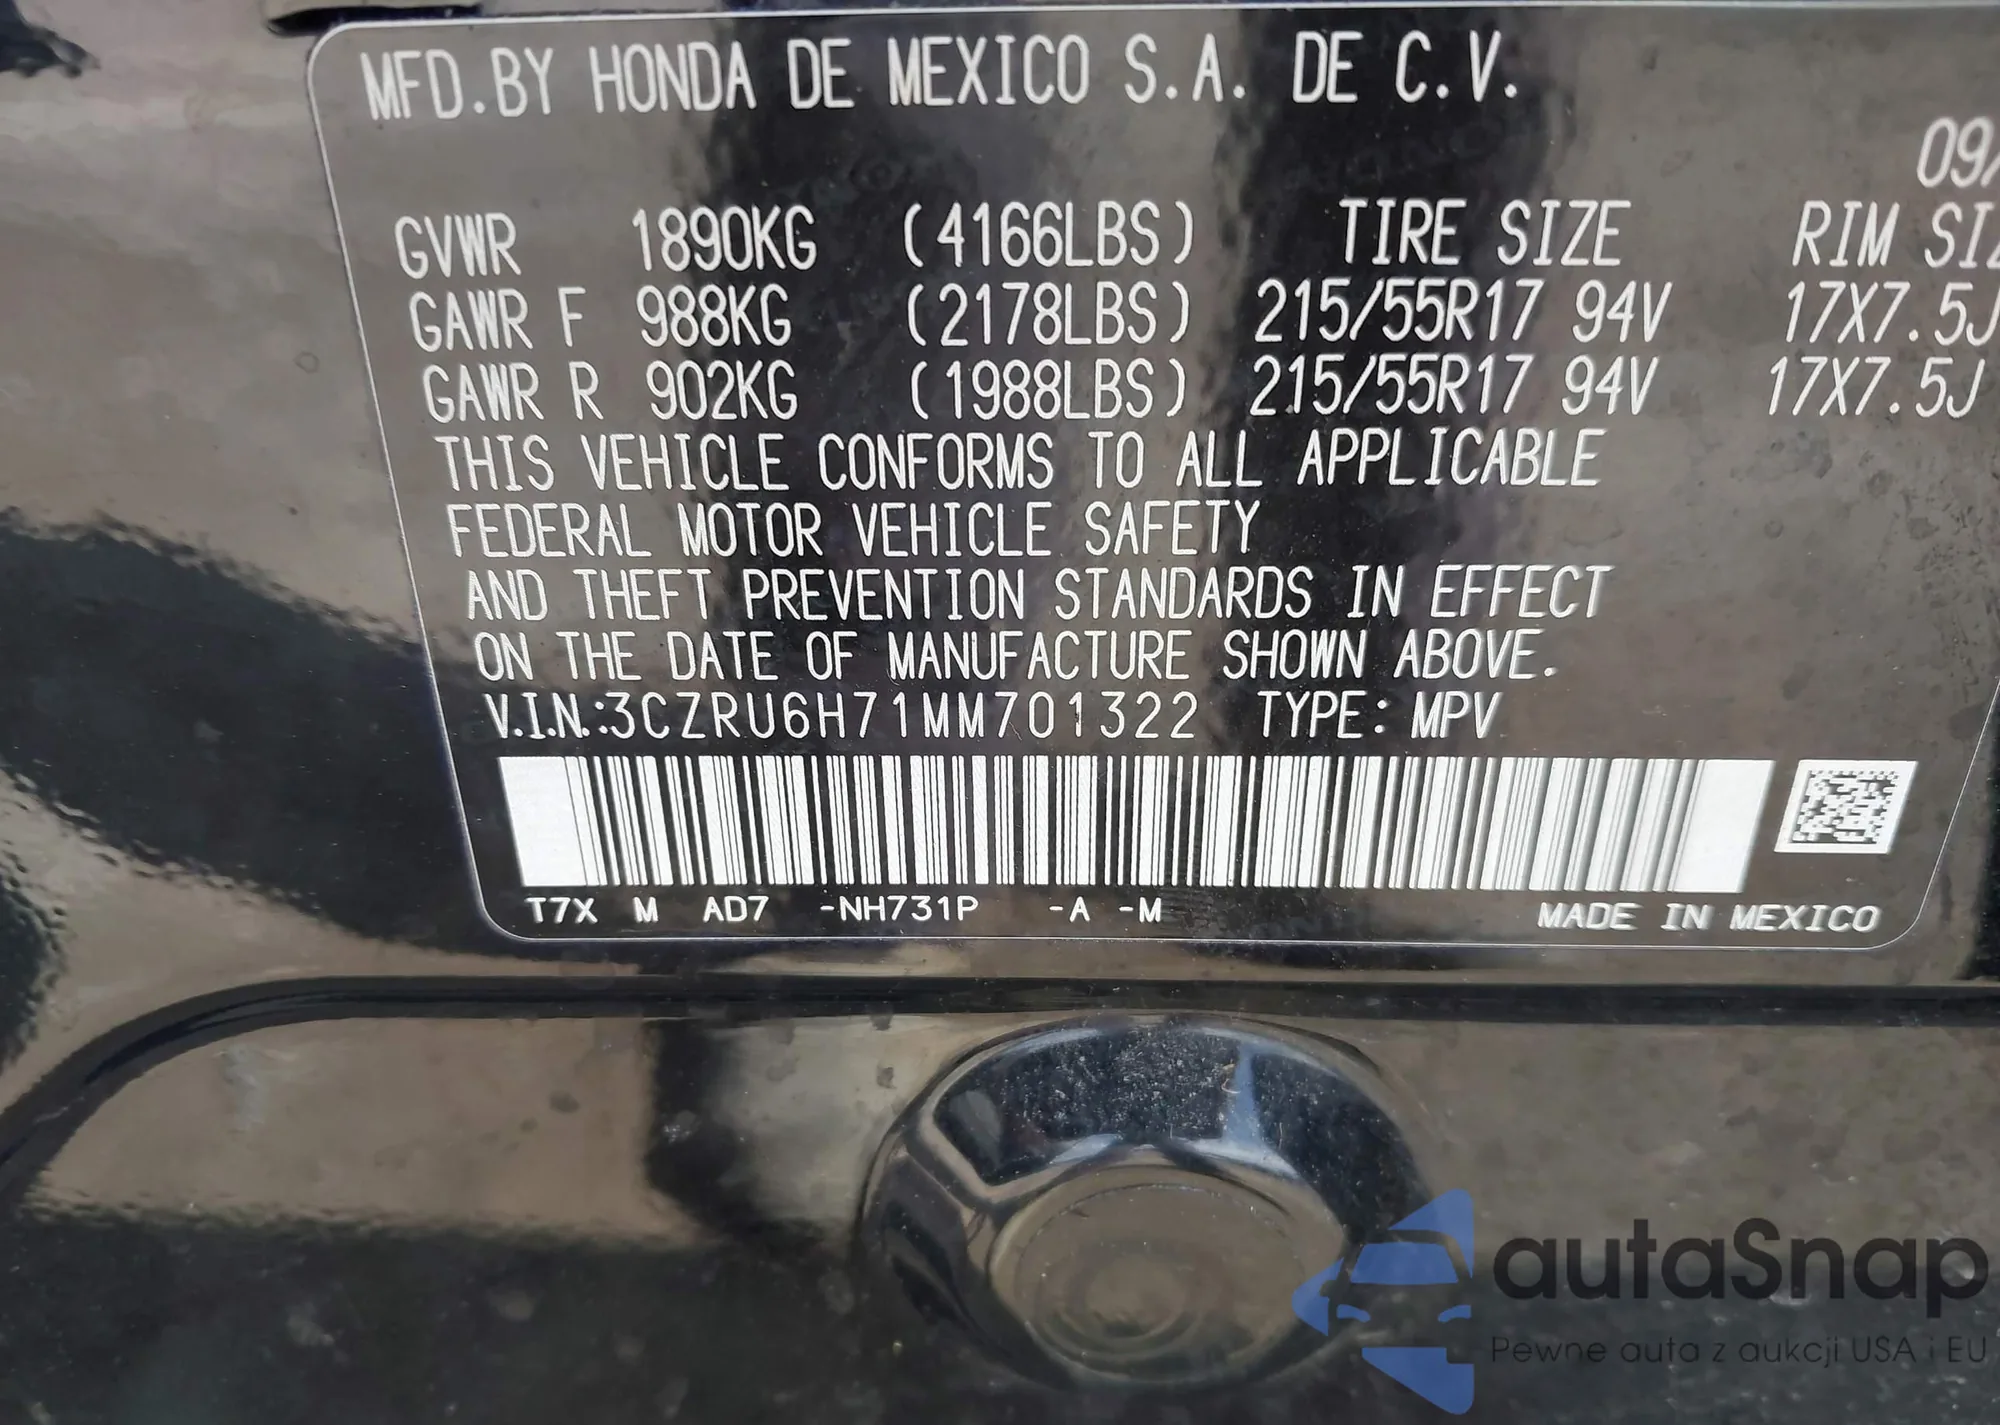 MFD.BY HONDA DE MEXICO S.A. DE C.V.
09/
GVWR 1890KG (4166LBS) TIRE SIZE RIM SIZ
GAWR F 988KG (2178LBS) 215/55R17 94V 17X7.5J
GAWR R 902KG (1988LBS) 215/55R17 94V 17X7.5J
THIS VEHICLE CONFORMS TO ALL APPLICABLE
FEDERAL MOTOR VEHICLE SAFETY
AND THEFT PREVENTION STANDARDS IN EFFECT
ON THE DATE OF MANUFACTURE SHOWN ABOVE.
V.I.N.:3CZRU6H71MM701322 TYPE: MPV
T7X M AD7 -NH731P -A -M MADE IN MEXICO
autaSnap
Pewne auta z aukcji USA i EU